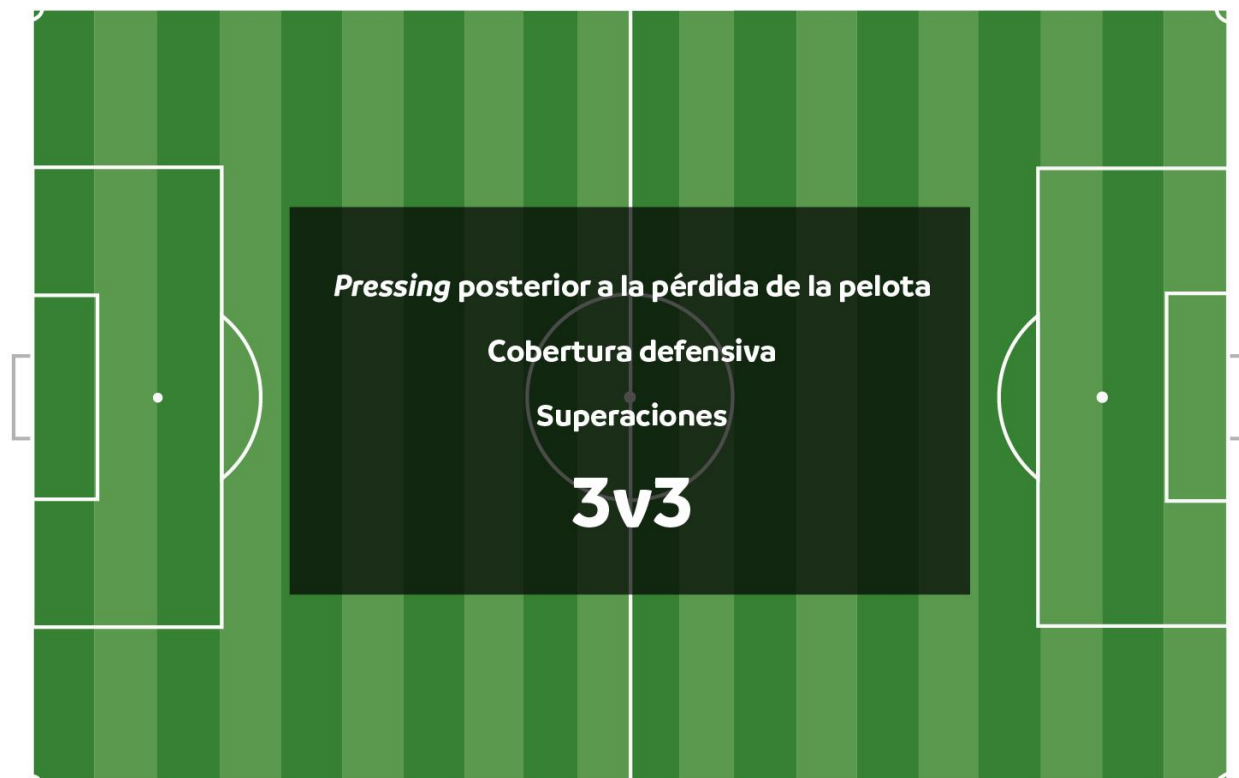 Pressing posterior a la pérdida de la pelota
Cobertura defensiva
Superaciones
3v3